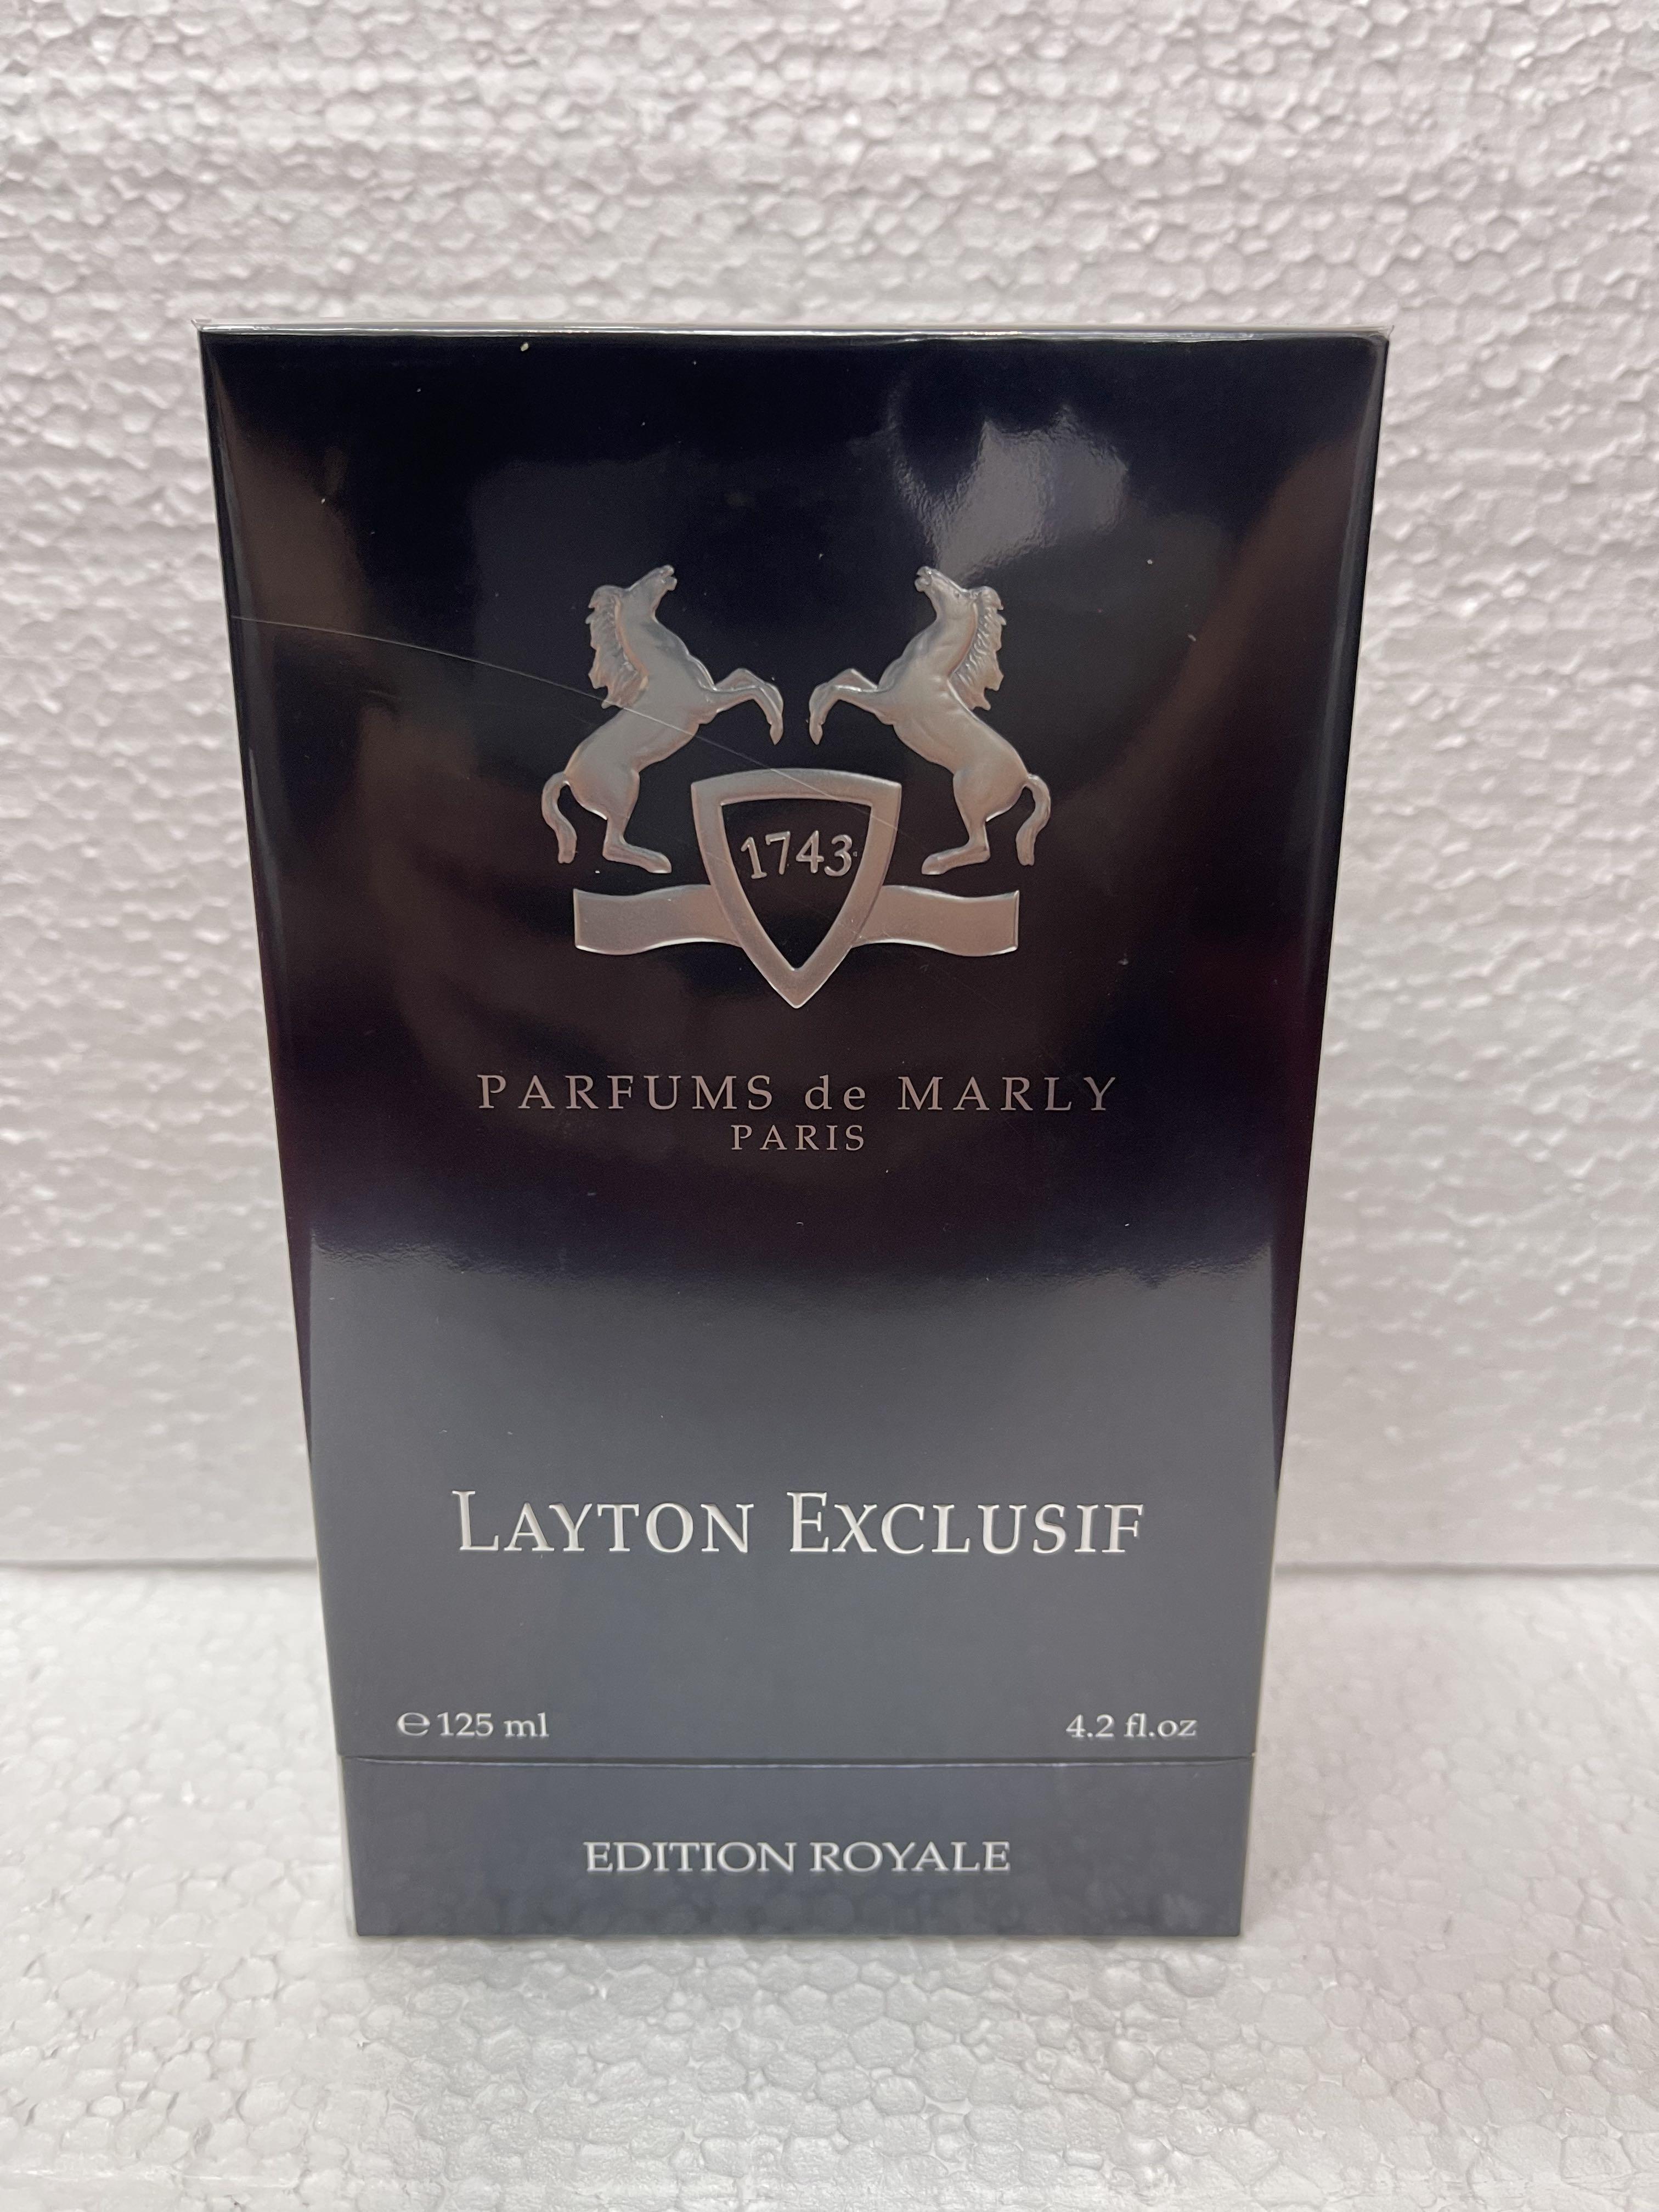 1743
PARFUMS de MARLY
PARIS
LAYTON EXCLUSIF
℮ 125 ml 4.2 fl.oz
EDITION ROYALE